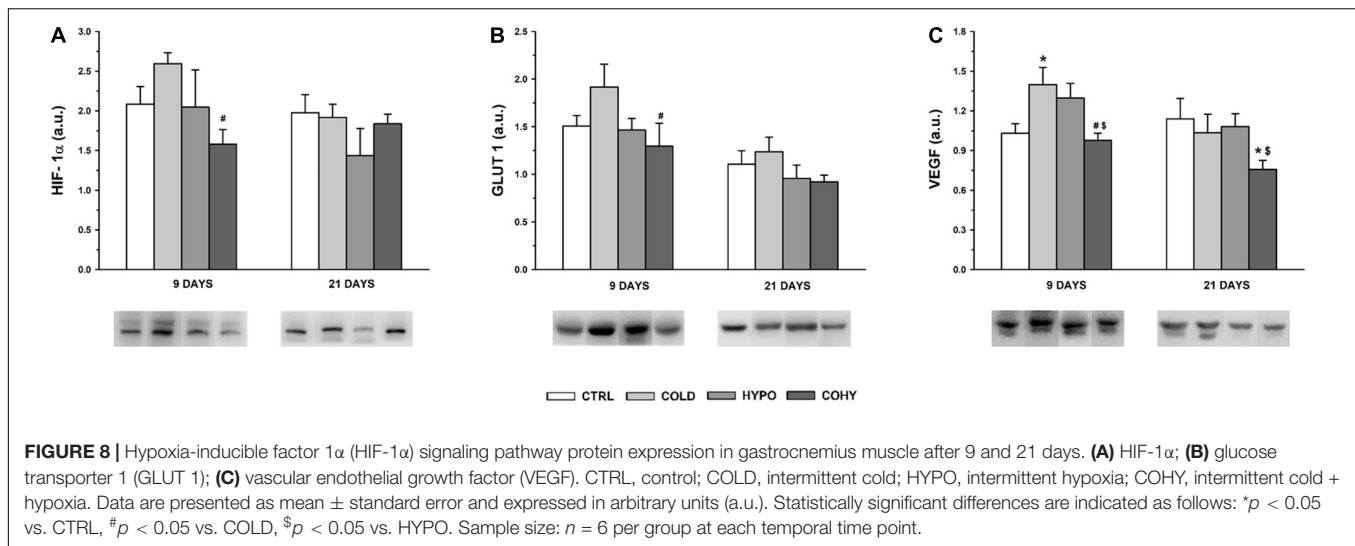 A
3.0
2.5
2.0
1.5
1.0
0.5
0.0
HIF- 1α (a.u.)
#
9 DAYS
21 DAYS
B
2.5
2.0
1.5
1.0
0.5
0.0
GLUT 1 (a.u.)
#
9 DAYS
21 DAYS
C
1.8
1.5
1.2
0.9
0.6
0.3
0.0
VEGF (a.u.)
*
# $
* $
9 DAYS
21 DAYS
CTRL COLD HYPO COHY
FIGURE 8 | Hypoxia-inducible factor 1α (HIF-1α) signaling pathway protein expression in gastrocnemius muscle after 9 and 21 days. (A) HIF-1α; (B) glucose
transporter 1 (GLUT 1); (C) vascular endothelial growth factor (VEGF). CTRL, control; COLD, intermittent cold; HYPO, intermittent hypoxia; COHY, intermittent cold +
hypoxia. Data are presented as mean ± standard error and expressed in arbitrary units (a.u.). Statistically significant differences are indicated as follows: *p < 0.05
vs. CTRL, #p < 0.05 vs. COLD, $p < 0.05 vs. HYPO. Sample size: n = 6 per group at each temporal time point.